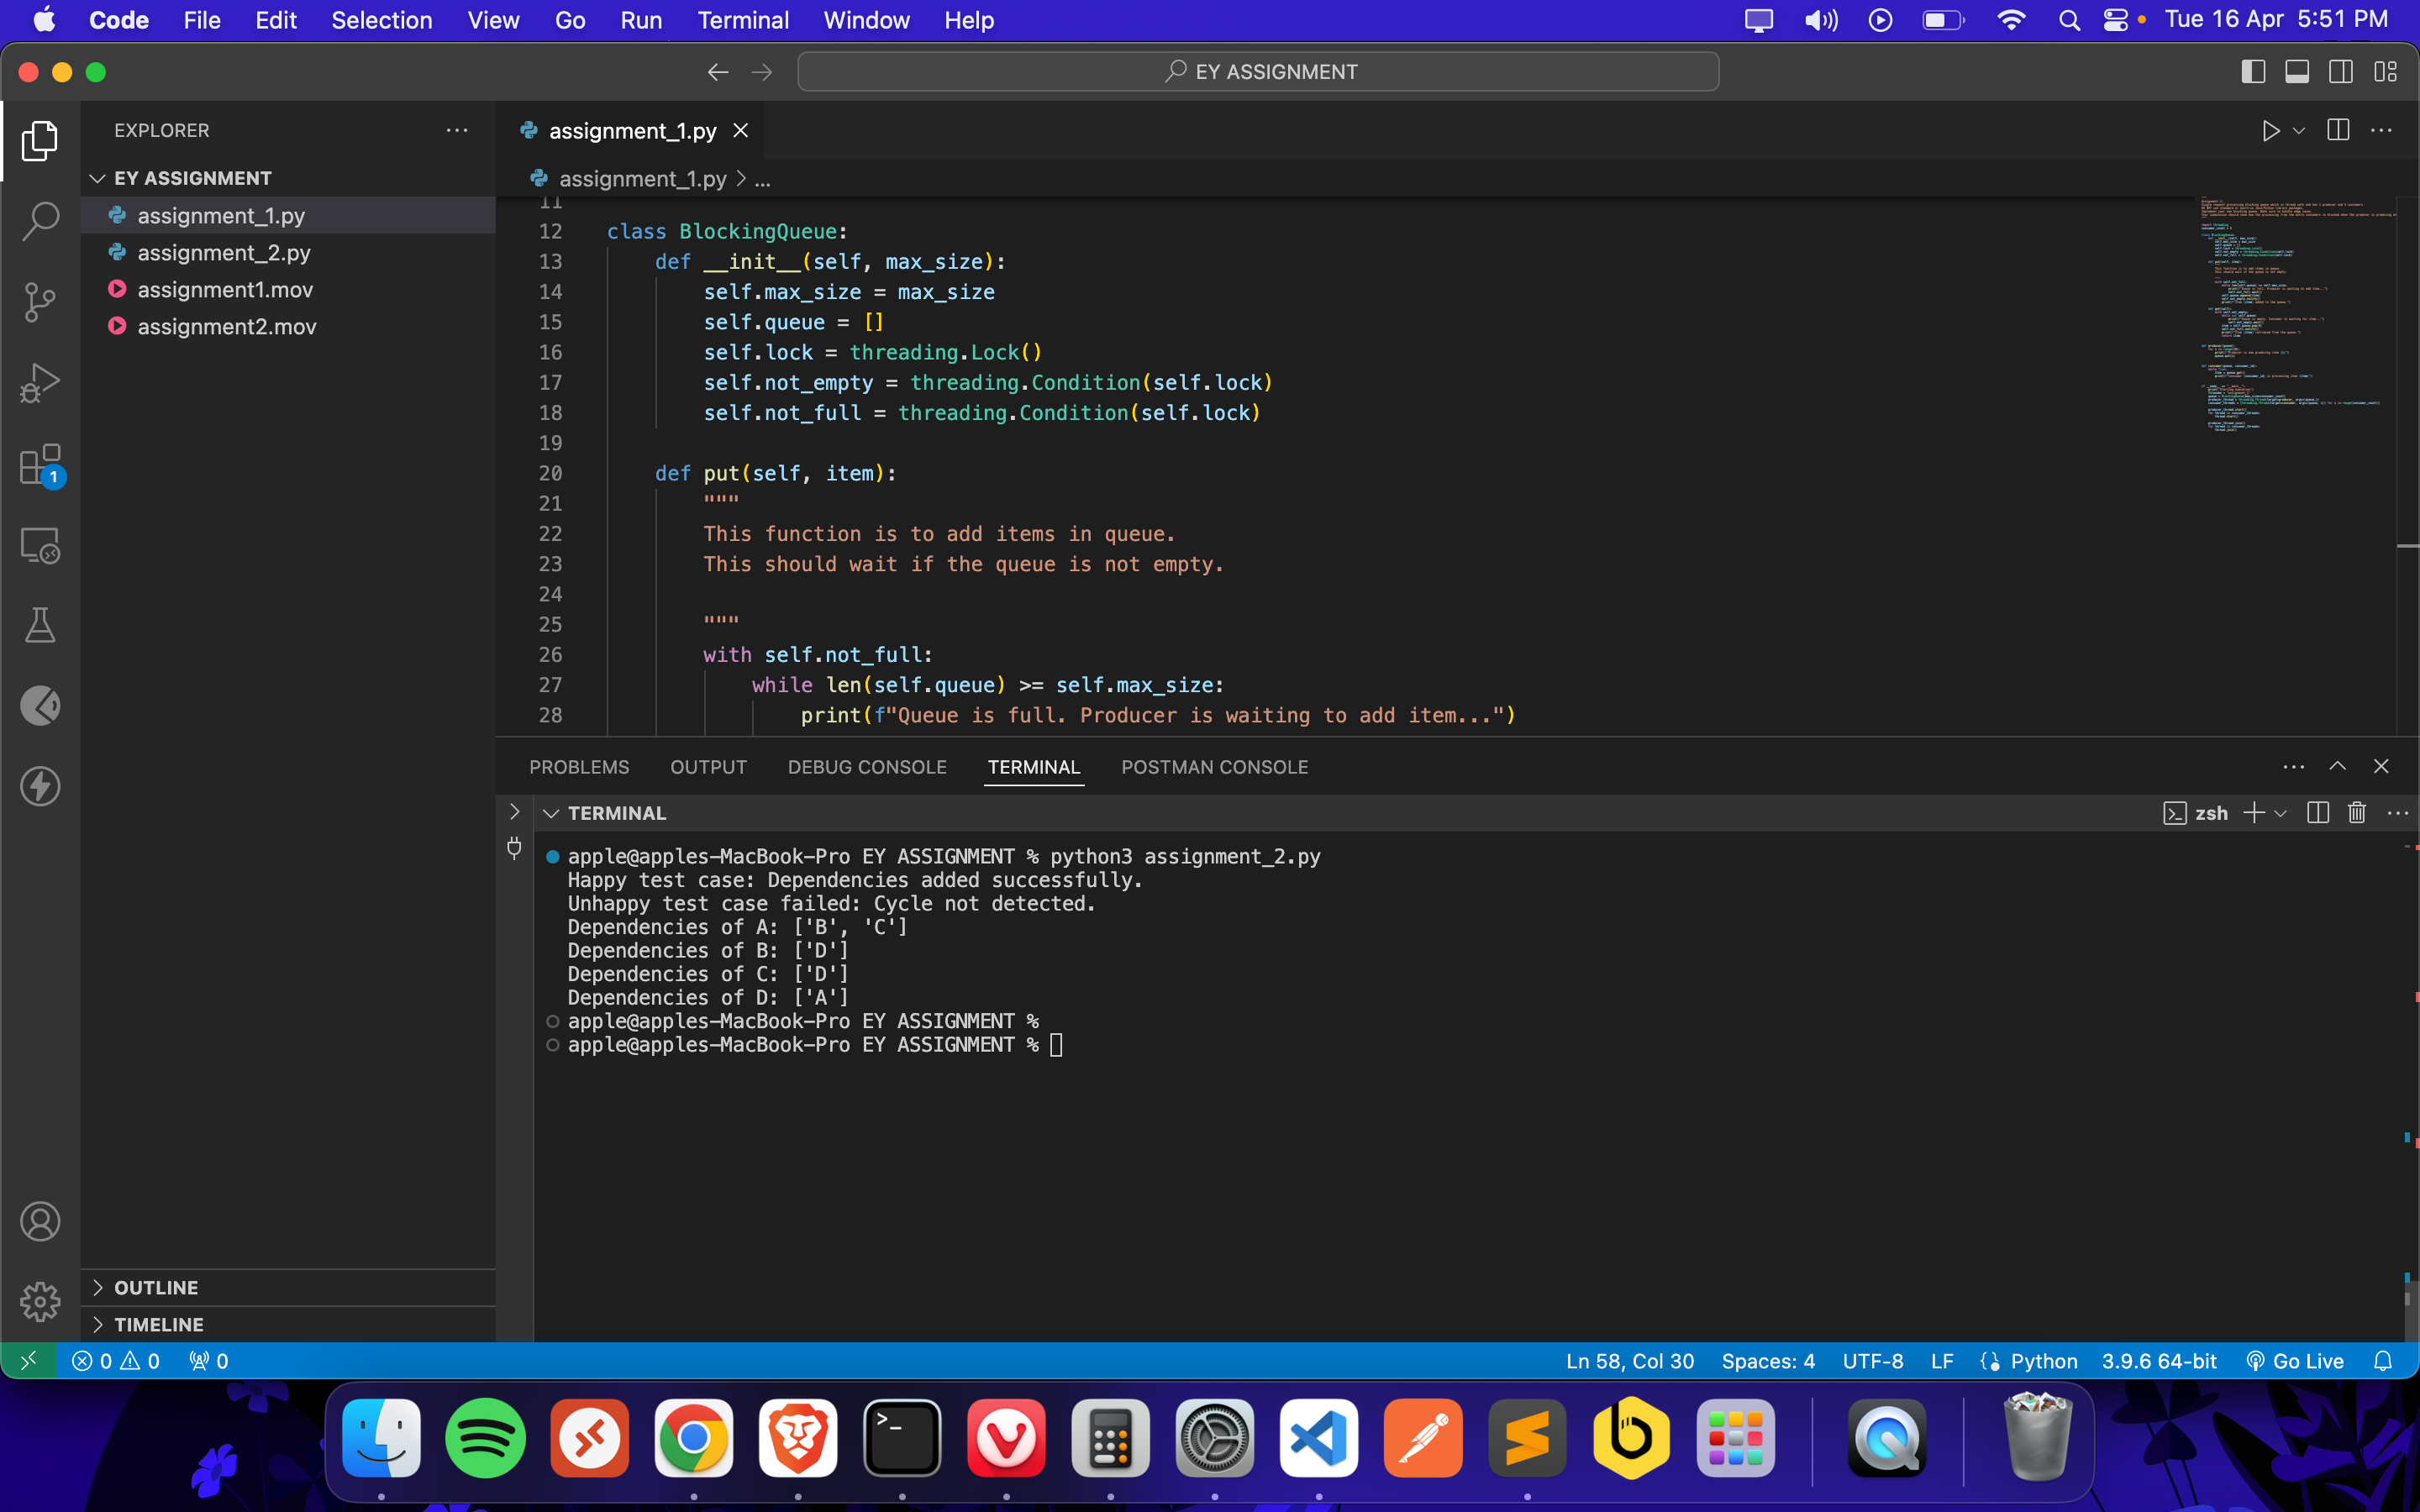 Code File Edit Selection View Go Run Terminal Window Help Tue 16 Apr 5:51 PM
EY ASSIGNMENT
EXPLORER
EY ASSIGNMENT
assignment_1.py
assignment_2.py
assignment1.mov
assignment2.mov
1
OUTLINE
TIMELINE
assignment_1.py
assignment_1.py > ...
11
12 class BlockingQueue:
13 def __init__(self, max_size):
14 self.max_size = max_size
15 self.queue = []
16 self.lock = threading.Lock()
17 self.not_empty = threading.Condition(self.lock)
18 self.not_full = threading.Condition(self.lock)
19
20 def put(self, item):
21 """
22 This function is to add items in queue.
23 This should wait if the queue is not empty.
24
25 """
26 with self.not_full:
27 while len(self.queue) >= self.max_size:
28 print(f"Queue is full. Producer is waiting to add item...")
PROBLEMS OUTPUT DEBUG CONSOLE TERMINAL POSTMAN CONSOLE
TERMINAL zsh
apple@apples-MacBook-Pro EY ASSIGNMENT % python3 assignment_2.py
Happy test case: Dependencies added successfully.
Unhappy test case failed: Cycle not detected.
Dependencies of A: ['B', 'C']
Dependencies of B: ['D']
Dependencies of C: ['D']
Dependencies of D: ['A']
apple@apples-MacBook-Pro EY ASSIGNMENT %
apple@apples-MacBook-Pro EY ASSIGNMENT %
0 0 0 Ln 58, Col 30 Spaces: 4 UTF-8 LF Python 3.9.6 64-bit Go Live